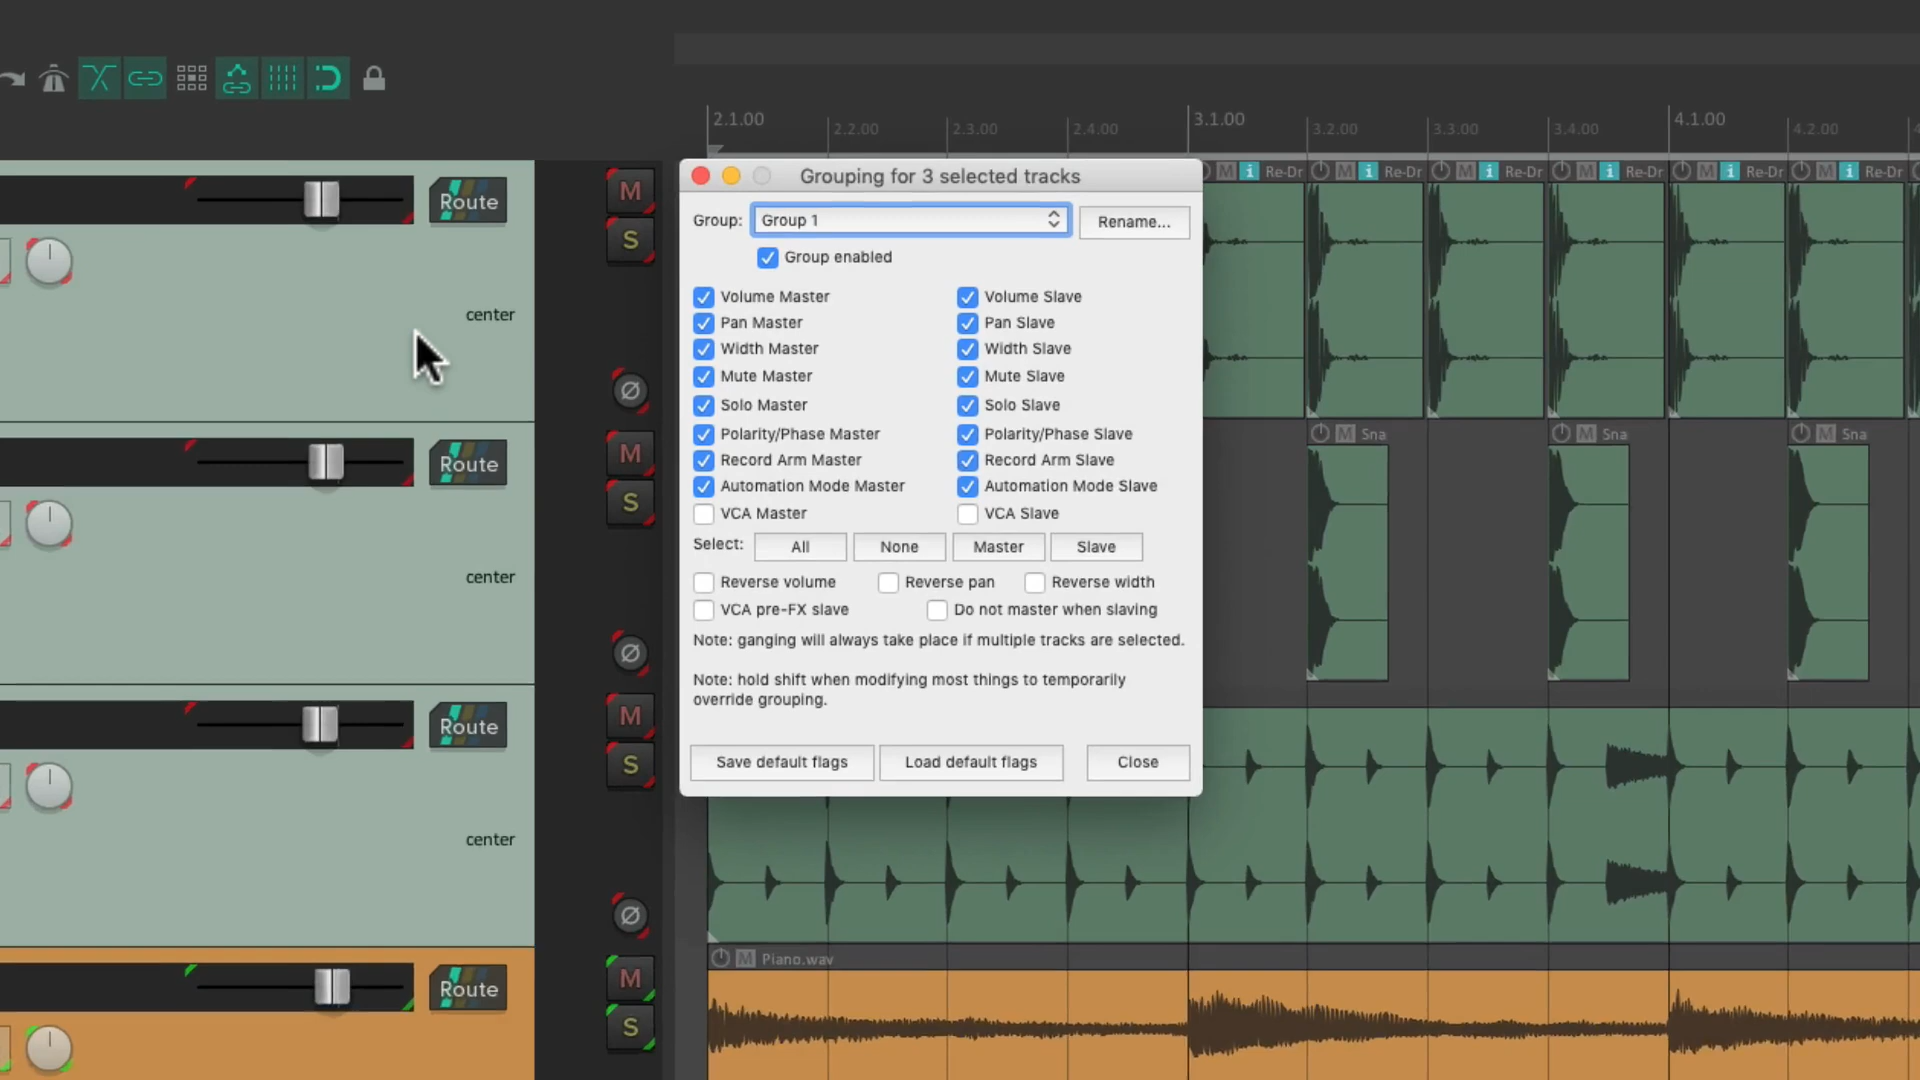 2.1.00 2.2.00 2.3.00 2.4.00 3.1.00 3.2.00 3.3.00 3.4.00 4.1.00 4.2.00
Route M S center
Route M S center
Route M S center
Route M S
Grouping for 3 selected tracks
Group: Group 1 Rename...
Group enabled
Volume Master Volume Slave
Pan Master Pan Slave
Width Master Width Slave
Mute Master Mute Slave
Solo Master Solo Slave
Polarity/Phase Master Polarity/Phase Slave
Record Arm Master Record Arm Slave
Automation Mode Master Automation Mode Slave
VCA Master VCA Slave
Select: All None Master Slave
Reverse volume Reverse pan Reverse width
VCA pre-FX slave Do not master when slaving
Note: ganging will always take place if multiple tracks are selected.
Note: hold shift when modifying most things to temporarily
override grouping.
Save default flags Load default flags Close
M i Re-Dr M i Re-Dr M i Re-Dr M i Re-Dr M i Re-Dr M i Re-Dr
M Sna M Sna M Sna
M Piano.wav